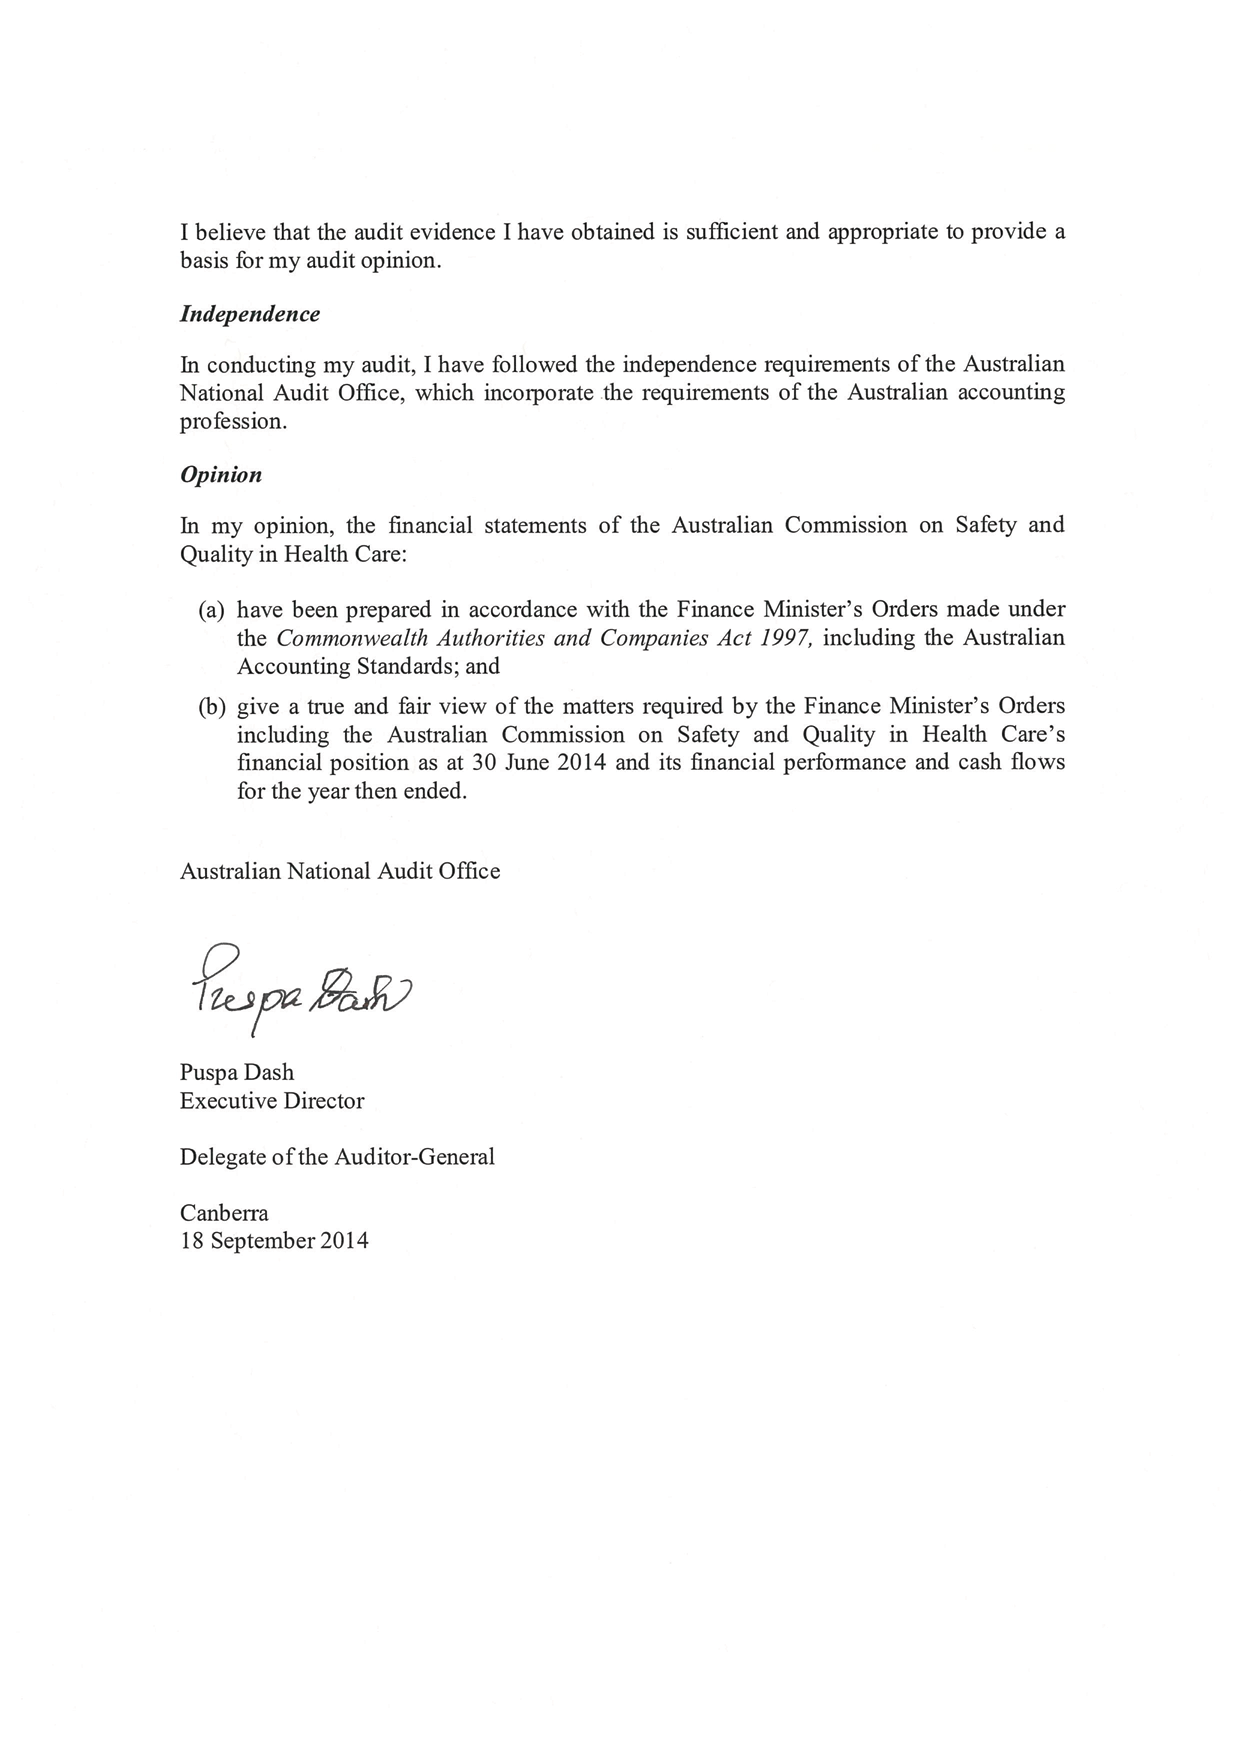 I believe that the audit evidence I have obtained is sufficient and appropriate to provide a
basis for my audit opinion.
Independence
In conducting my audit, I have followed the independence requirements of the Australian
National Audit Office, which incorporate the requirements of the Australian accounting
profession.
Opinion
In my opinion, the financial statements of the Australian Commission on Safety and
Quality in Health Care:
(a) have been prepared in accordance with the Finance Minister's Orders made under
the Commonwealth Authorities and Companies Act 1997, including the Australian
Accounting Standards; and
(b) give a true and fair view of the matters required by the Finance Minister's Orders
including the Australian Commission on Safety and Quality in Health Care's
financial position as at 30 June 2014 and its financial performance and cash flows
for the year then ended.
Australian National Audit Office
Puspa Dash
Puspa Dash
Executive Director
Delegate of the Auditor-General
Canberra
18 September 2014